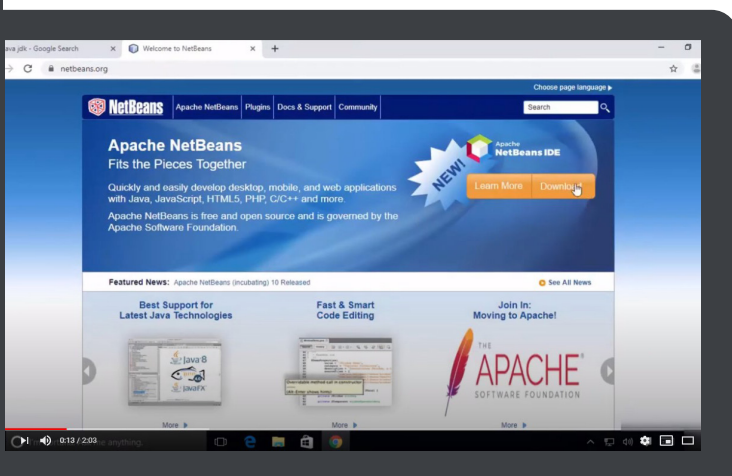 ava jdk - Google Search
Welcome to NetBeans
netbeans.org
Choose page language
NetBeans
Apache NetBeans
Plugins
Docs & Support
Community
Search
Apache NetBeans
Fits the Pieces Together
Quickly and easily develop desktop, mobile, and web applications
with Java, JavaScript, HTML5, PHP, C/C++ and more.
Apache NetBeans is free and open source and is governed by the
Apache Software Foundation.
NEW!
Apache
NetBeans IDE
Learn More
Download
Featured News: Apache NetBeans (incubating) 10 Released
See All News
Best Support for
Latest Java Technologies
Java 8
JavaFX
More
Fast & Smart
Code Editing
More
Join In:
Moving to Apache!
THE
APACHE®
SOFTWARE FOUNDATION
More
0:13 / 2:03
anything.